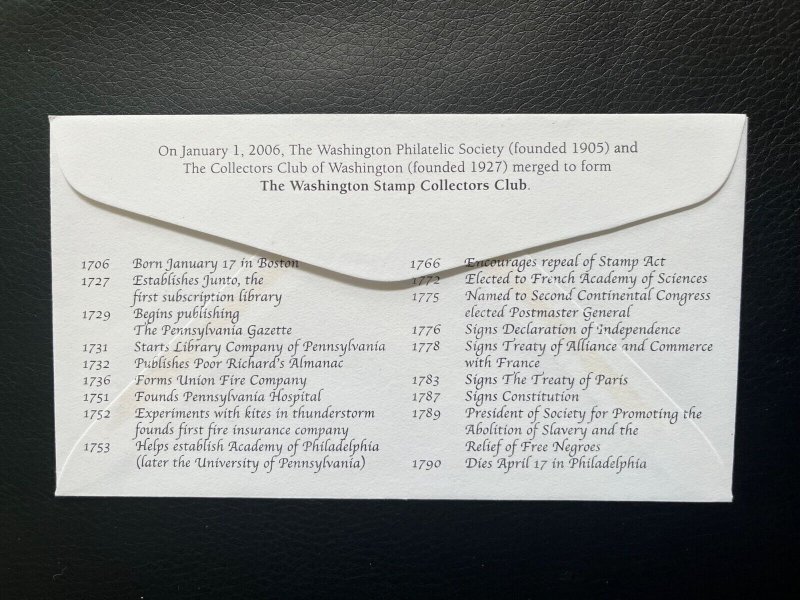 On January 1, 2006, The Washington Philatelic Society (founded 1905) and
The Collectors Club of Washington (founded 1927) merged to form
The Washington Stamp Collectors Club.
1706 Born January 17 in Boston
1727 Establishes Junto, the
first subscription library
1729 Begins publishing
The Pennsylvania Gazette
1731 Starts Library Company of Pennsylvania
1732 Publishes Poor Richard's Almanac
1736 Forms Union Fire Company
1751 Founds Pennsylvania Hospital
1752 Experiments with kites in thunderstorm
founds first fire insurance company
1753 Helps establish Academy of Philadelphia
(later the University of Pennsylvania)
1766 Encourages repeal of Stamp Act
1772 Elected to French Academy of Sciences
1775 Named to Second Continental Congress
elected Postmaster General
1776 Signs Declaration of Independence
1778 Signs Treaty of Alliance and Commerce
with France
1783 Signs The Treaty of Paris
1787 Signs Constitution
1789 President of Society for Promoting the
Abolition of Slavery and the
Relief of Free Negroes
1790 Dies April 17 in Philadelphia